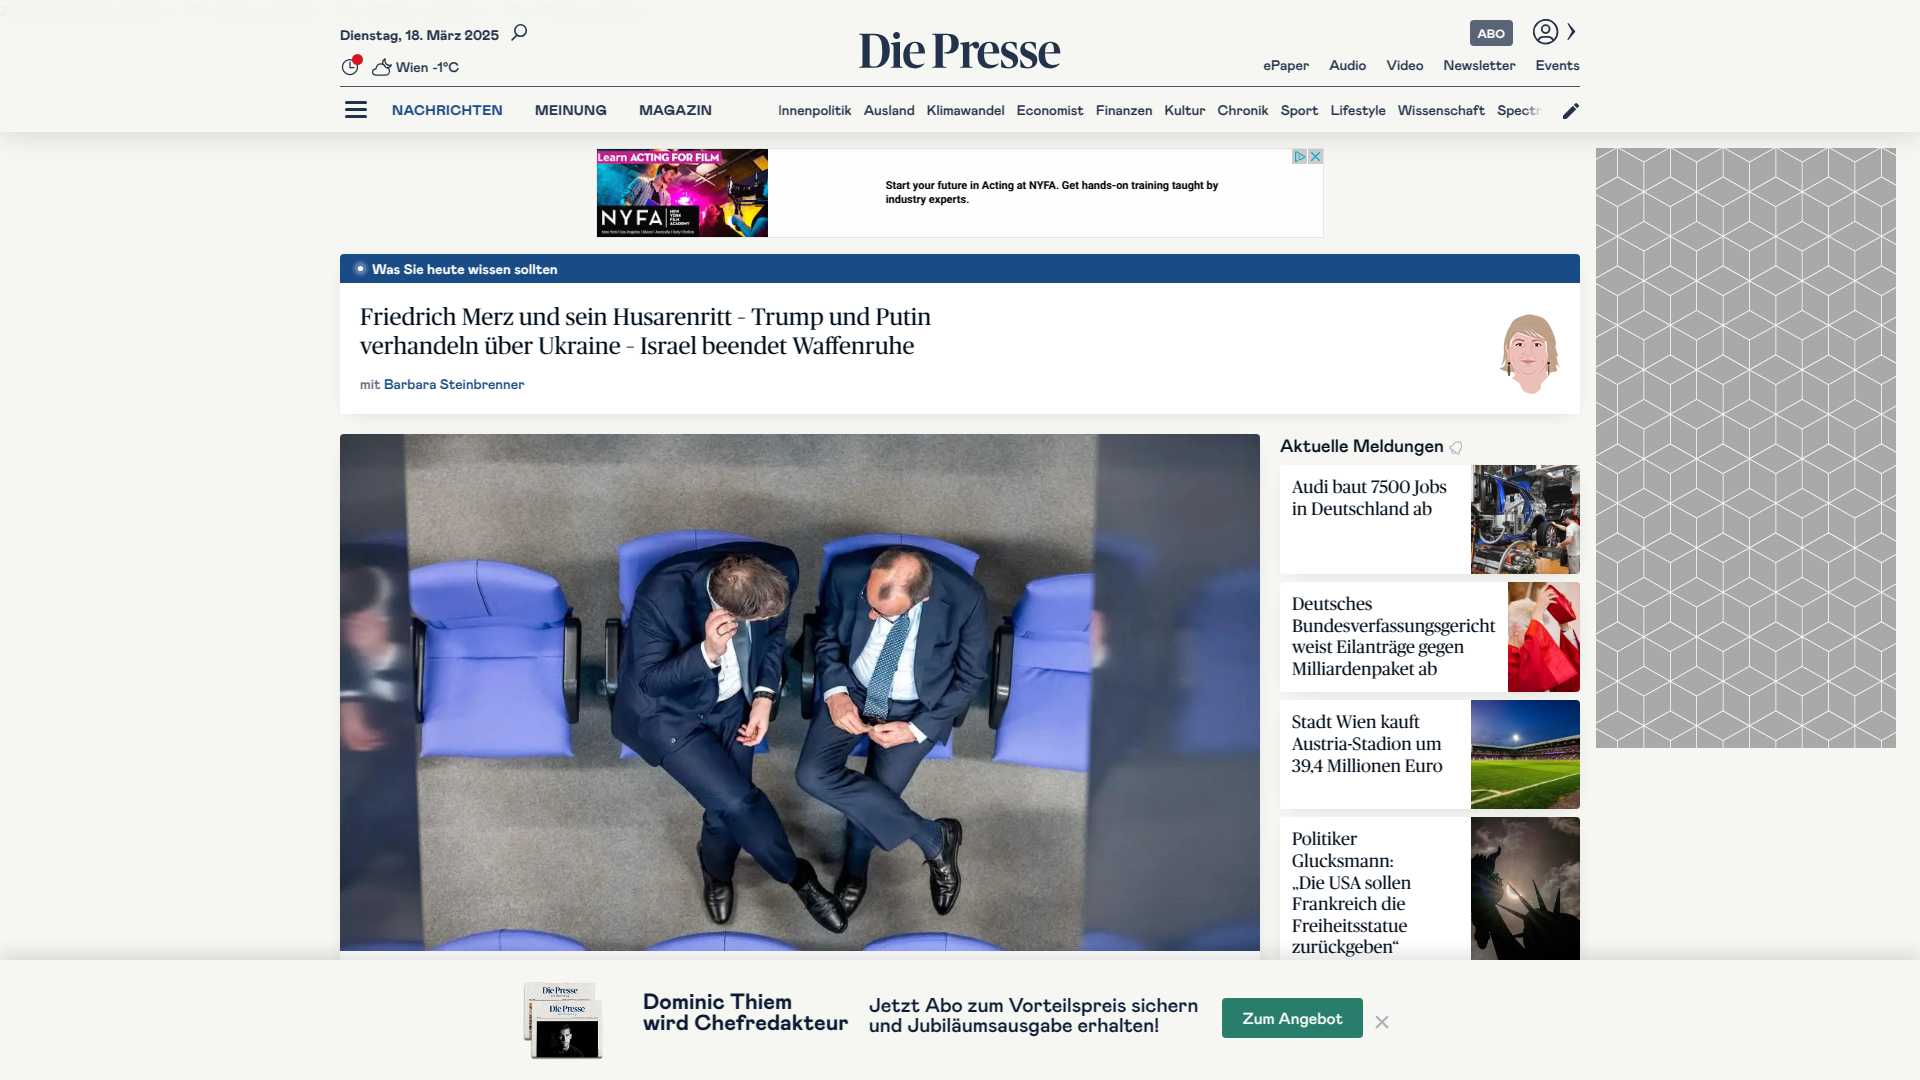 Dienstag, 18. März 2025
Wien -1°C
Die Presse
ABO
ePaper Audio Video Newsletter Events
NACHRICHTEN MEINUNG MAGAZIN
Innenpolitik Ausland Klimawandel Economist Finanzen Kultur Chronik Sport Lifestyle Wissenschaft Spectr
Learn ACTING FOR FILM
NYFA
NEW YORK FILM ACADEMY
Start your future in Acting at NYFA. Get hands-on training taught by
industry experts.
Was Sie heute wissen sollten
Friedrich Merz und sein Husarenritt – Trump und Putin
verhandeln über Ukraine – Israel beendet Waffenruhe
mit Barbara Steinbrenner
Aktuelle Meldungen
Audi baut 7500 Jobs
in Deutschland ab
Deutsches
Bundesverfassungsgericht
weist Eilanträge gegen
Milliardenpaket ab
Stadt Wien kauft
Austria-Stadion um
39,4 Millionen Euro
Politiker
Glucksmann:
„Die USA sollen
Frankreich die
Freiheitsstatue
zurückgeben“
Die Presse
Die Presse
Dominic Thiem
wird Chefredakteur
Jetzt Abo zum Vorteilspreis sichern
und Jubiläumsausgabe erhalten!
Zum Angebot